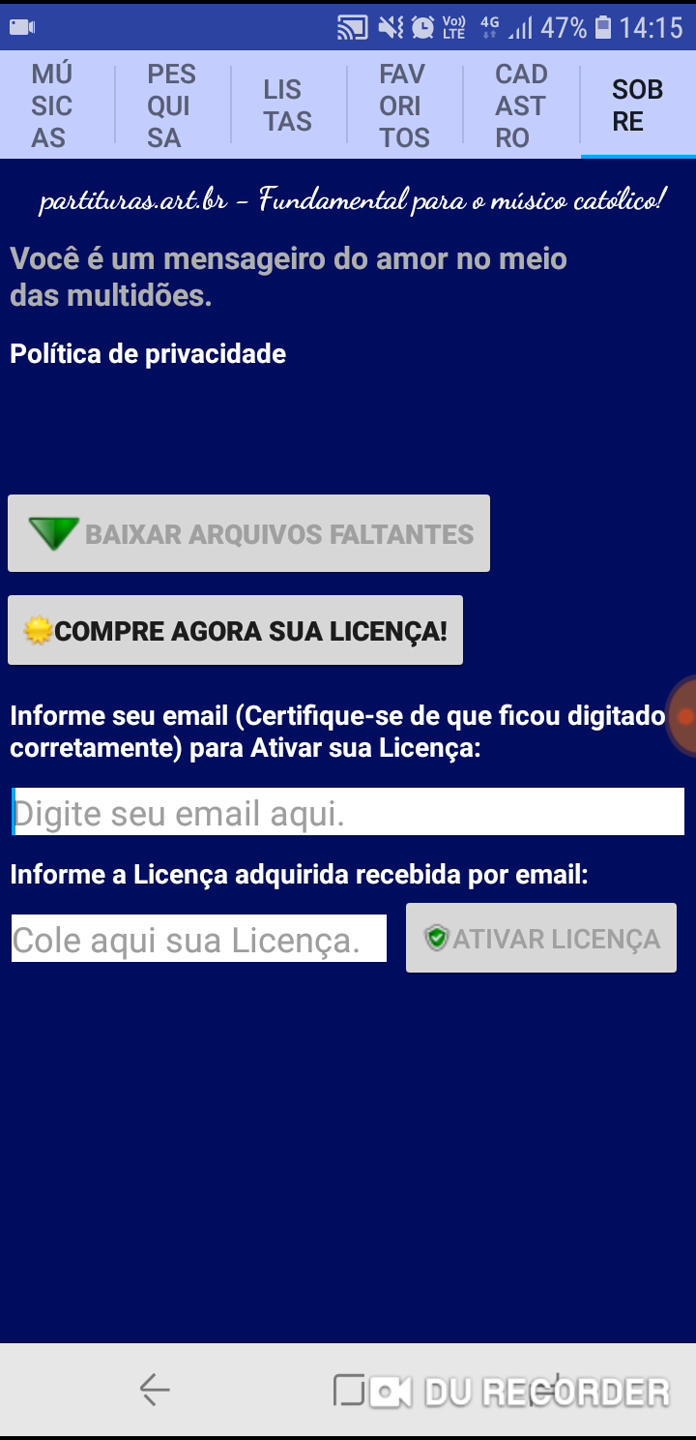 Voo))
LTE
4G
47%
14:15
MÚ
SIC
AS
PES
QUI
SA
LIS
TAS
FAV
ORI
TOS
CAD
AST
RO
SOB
RE
partituras.art.br - Fundamental para o músico católico!
Você é um mensageiro do amor no meio
das multidões.
Política de privacidade
BAIXAR ARQUIVOS FALTANTES
COMPRE AGORA SUA LICENÇA!
Informe seu email (Certifique-se de que ficou digitado
corretamente) para Ativar sua Licença:
Digite seu email aqui.
Informe a Licença adquirida recebida por email:
Cole aqui sua Licença.
ATIVAR LICENÇA
DU RECORDER